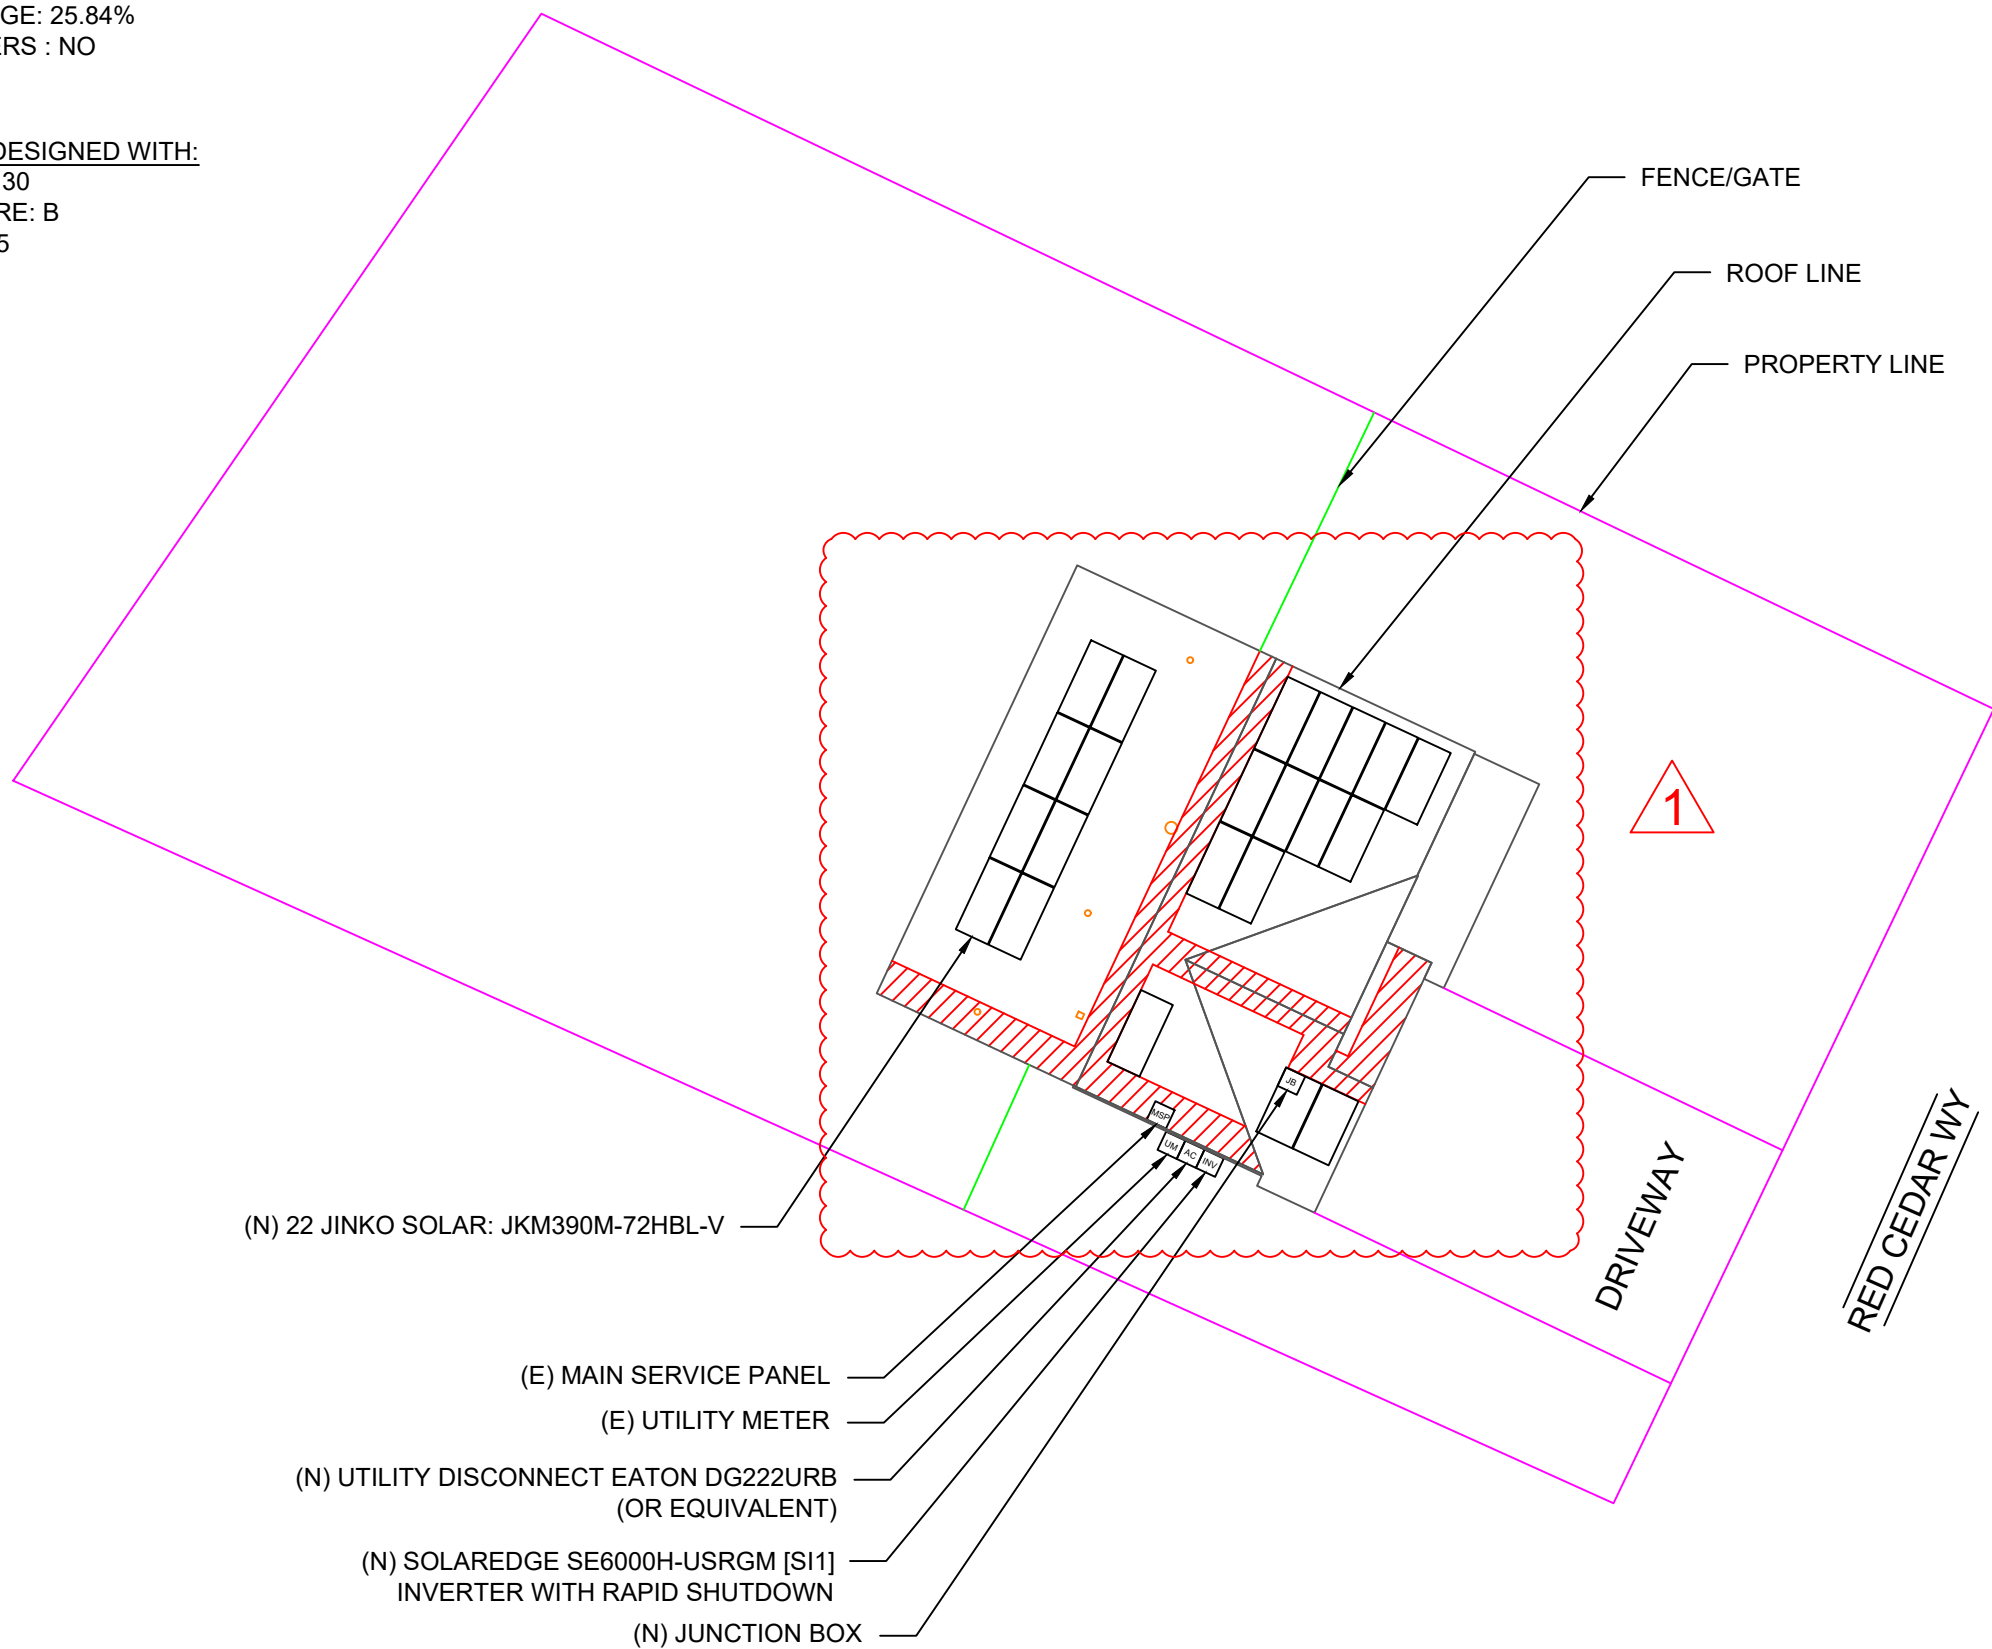 GE: 25.84%
ERS : NO
DESIGNED WITH:
30
RE: B
5
FENCE/GATE
ROOF LINE
PROPERTY LINE
1
JB
MSP
UM
AC
INV
(N) 22 JINKO SOLAR: JKM390M-72HBL-V
DRIVEWAY
RED CEDAR WY
(E) MAIN SERVICE PANEL
(E) UTILITY METER
(N) UTILITY DISCONNECT EATON DG222URB
(OR EQUIVALENT)
(N) SOLAREDGE SE6000H-USRGM [SI1]
INVERTER WITH RAPID SHUTDOWN
(N) JUNCTION BOX